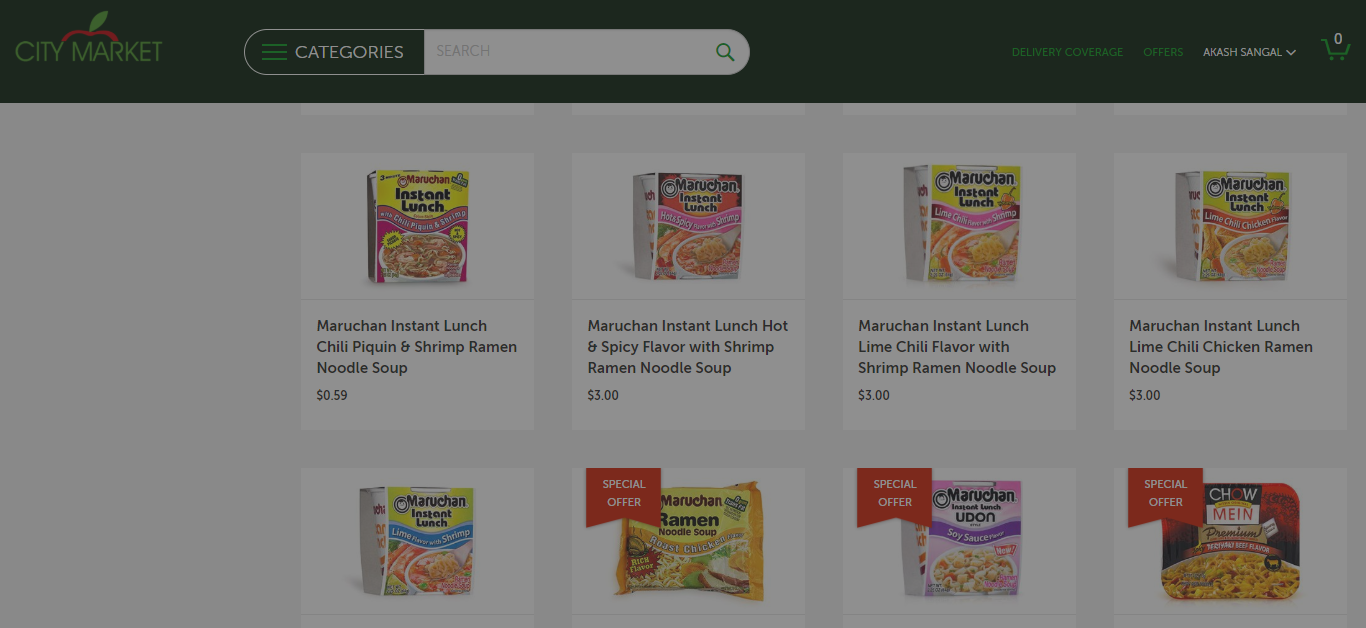 CITY MARKET
CATEGORIES
SEARCH
DELIVERY COVERAGE
OFFERS
AKASH SANGAL
0
Maruchan
Instant
Lunch
with Chili Piquin & Shrimp
Maruchan
Instant
Lunch
Hot & Spicy Flavor with Shrimp
Maruchan
Instant
Lunch
Lime Chili Flavor with Shrimp
Maruchan
Instant
Lunch
Lime Chili Chicken Flavor
Maruchan Instant Lunch
Chili Piquin & Shrimp Ramen
Noodle Soup
$0.59
Maruchan Instant Lunch Hot
& Spicy Flavor with Shrimp
Ramen Noodle Soup
$3.00
Maruchan Instant Lunch
Lime Chili Flavor with
Shrimp Ramen Noodle Soup
$3.00
Maruchan Instant Lunch
Lime Chili Chicken Ramen
Noodle Soup
$3.00
Maruchan
Instant
Lunch
Lime Flavor with Shrimp
SPECIAL
OFFER
Maruchan
Ramen
Noodle Soup
Roast Chicken
RICH
Flavor
SPECIAL
OFFER
Maruchan
Instant Lunch
UDON
STYLE
Soy Sauce Flavor
New!
SPECIAL
OFFER
CHOW
MEIN
Premium
TERIYAKI BEEF FLAVOR